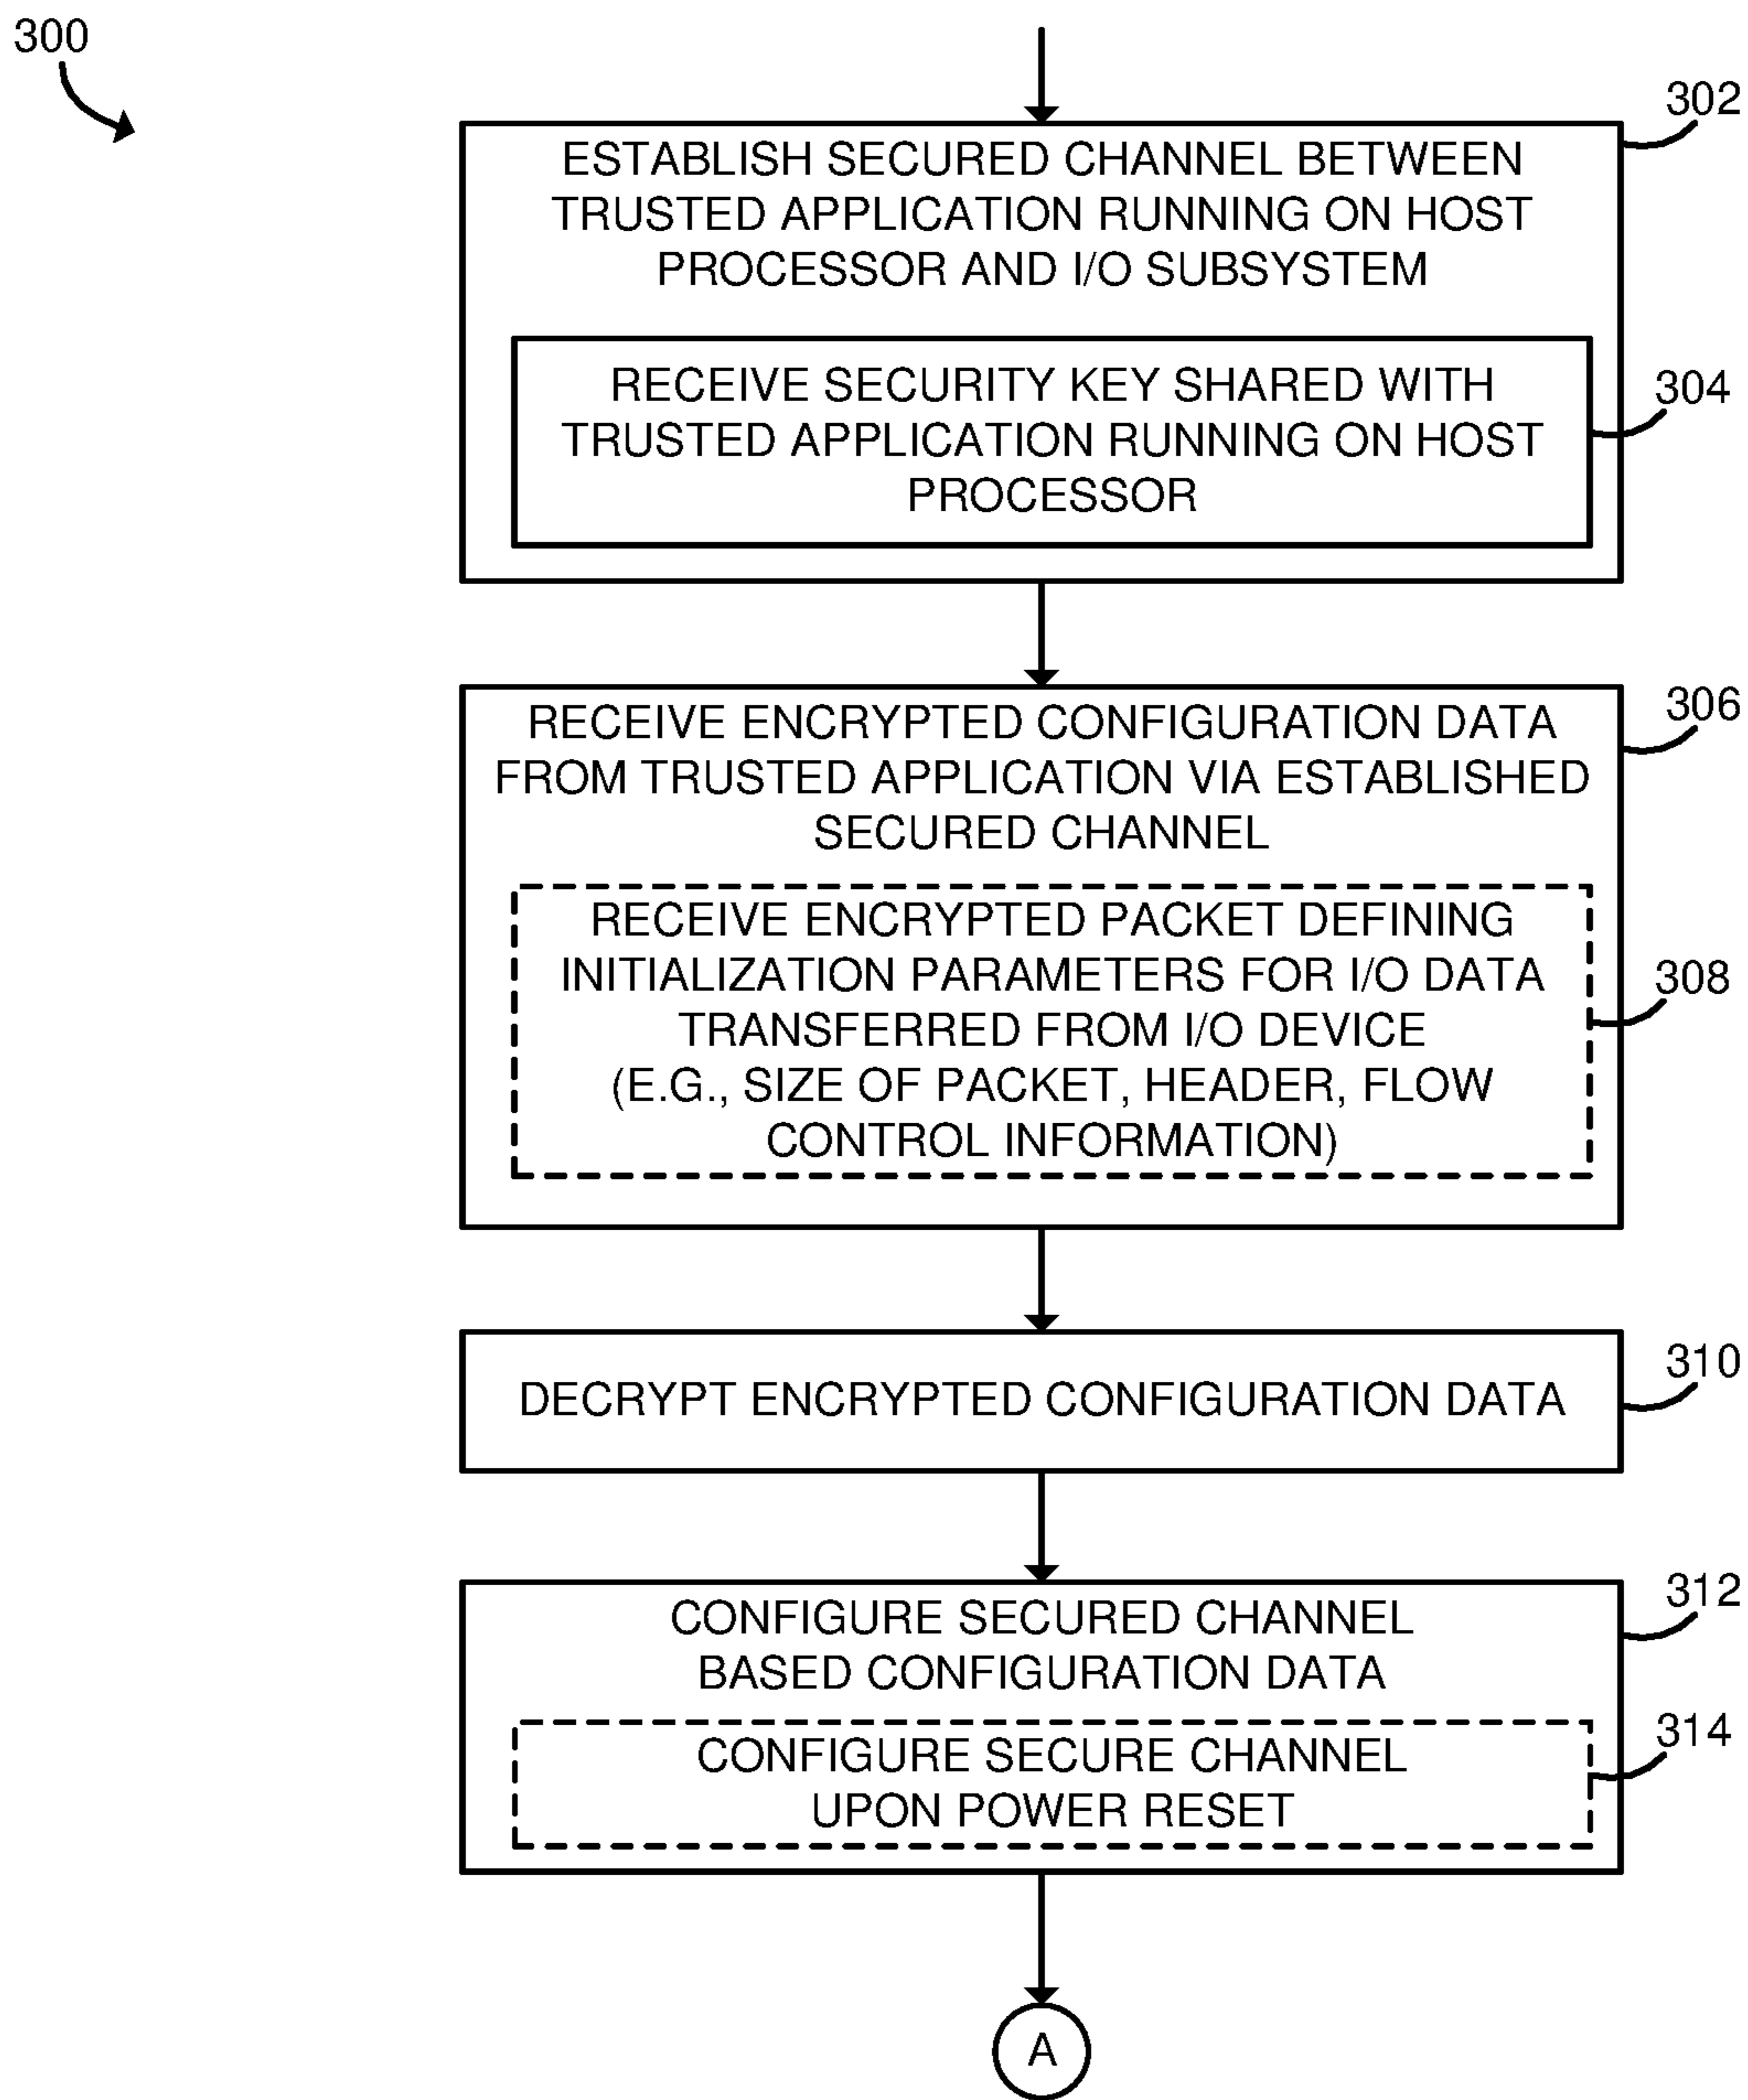 300
302
ESTABLISH SECURED CHANNEL BETWEEN
TRUSTED APPLICATION RUNNING ON HOST
PROCESSOR AND I/O SUBSYSTEM
304
RECEIVE SECURITY KEY SHARED WITH
TRUSTED APPLICATION RUNNING ON HOST
PROCESSOR
306
RECEIVE ENCRYPTED CONFIGURATION DATA
FROM TRUSTED APPLICATION VIA ESTABLISHED
SECURED CHANNEL
308
RECEIVE ENCRYPTED PACKET DEFINING
INITIALIZATION PARAMETERS FOR I/O DATA
TRANSFERRED FROM I/O DEVICE
(E.G., SIZE OF PACKET, HEADER, FLOW
CONTROL INFORMATION)
310
DECRYPT ENCRYPTED CONFIGURATION DATA
312
CONFIGURE SECURED CHANNEL
BASED CONFIGURATION DATA
314
CONFIGURE SECURE CHANNEL
UPON POWER RESET
A